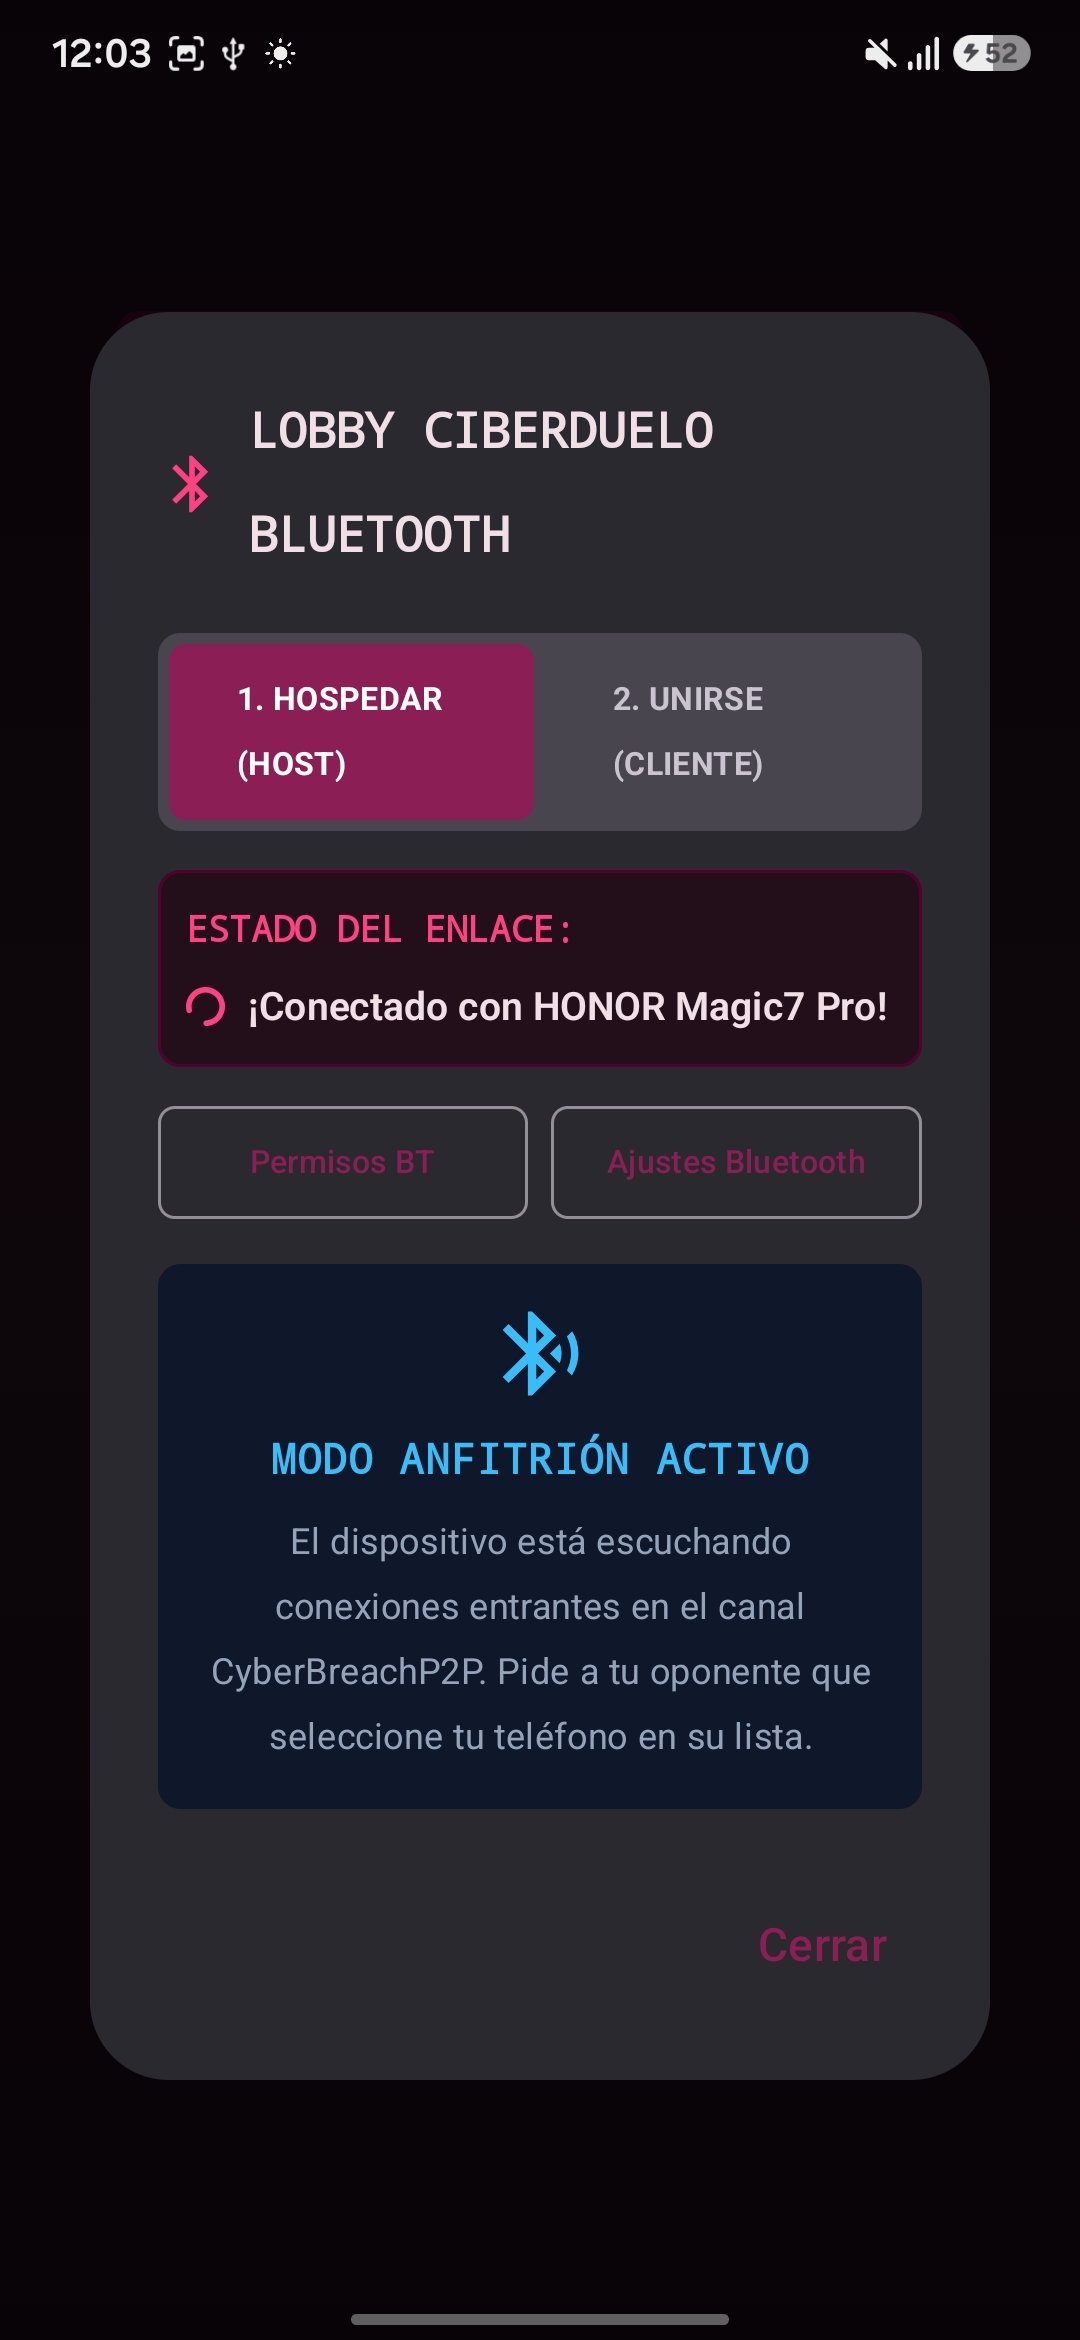 12:03
52
LOBBY CIBERDUELO
BLUETOOTH
1. HOSPEDAR
(HOST)
2. UNIRSE
(CLIENTE)
ESTADO DEL ENLACE:
¡Conectado con HONOR Magic7 Pro!
Permisos BT
Ajustes Bluetooth
MODO ANFITRIÓN ACTIVO
El dispositivo está escuchando
conexiones entrantes en el canal
CyberBreachP2P. Pide a tu oponente que
seleccione tu teléfono en su lista.
Cerrar